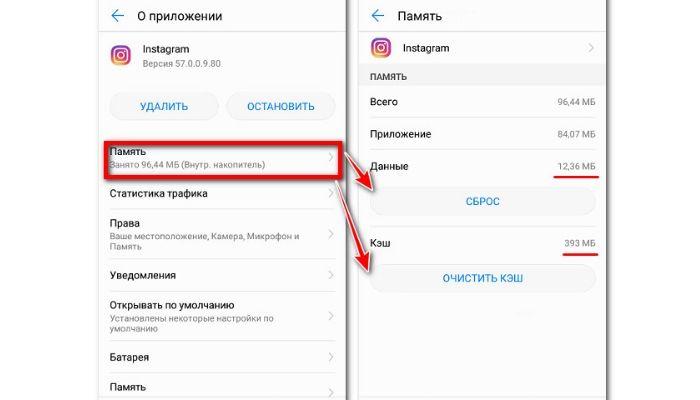 О приложении
Instagram
Версия 57.0.0.9.80
УДАЛИТЬ
ОСТАНОВИТЬ
Память
Занято 96,44 МБ (Внутр. накопитель)
Статистика трафика
Права
Ваше местоположение, Камера, Микрофон и
Память
Уведомления
Открывать по умолчанию
Установлены некоторые настройки по
умолчанию
Батарея
Память
Память
Instagram
ПАМЯТЬ
Всего 96,44 МБ
Приложение 84,07 МБ
Данные 12,36 МБ
СБРОС
Кэш 393 МБ
ОЧИСТИТЬ КЭШ